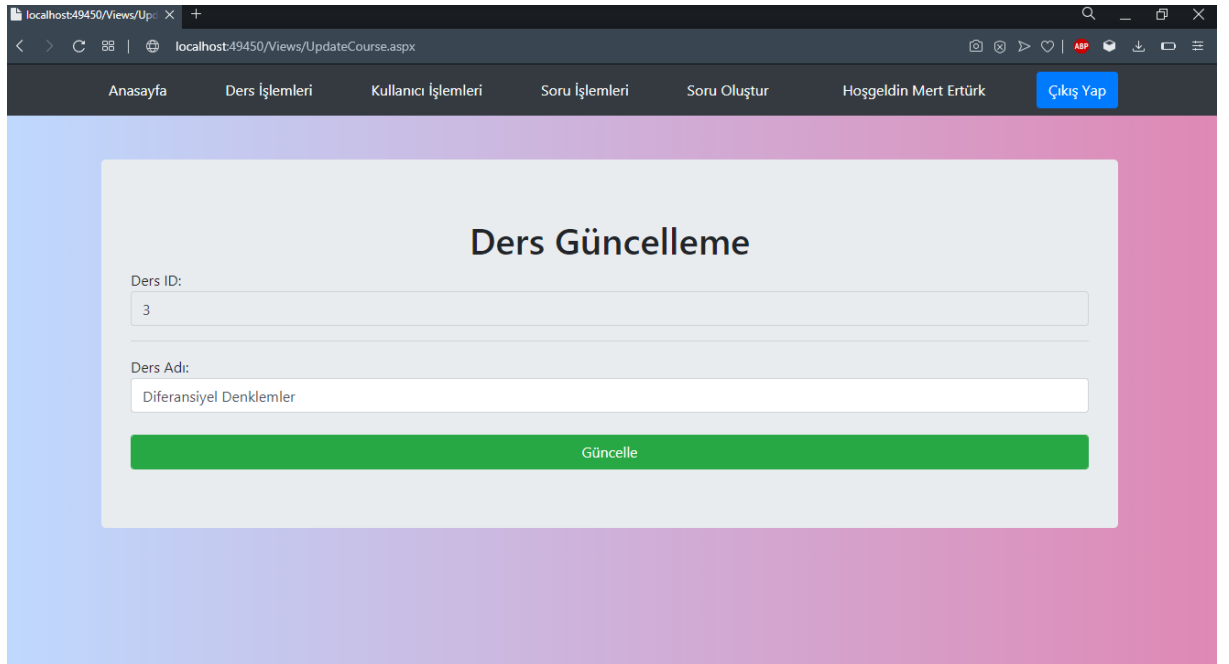 localhost:49450/Views/Upd
localhost:49450/Views/UpdateCourse.aspx
ABP
Anasayfa Ders İşlemleri Kullanıcı İşlemleri Soru İşlemleri Soru Oluştur Hoşgeldin Mert Ertürk Çıkış Yap
Ders Güncelleme
Ders ID:
3
Ders Adı:
Diferansiyel Denklemler
Güncelle